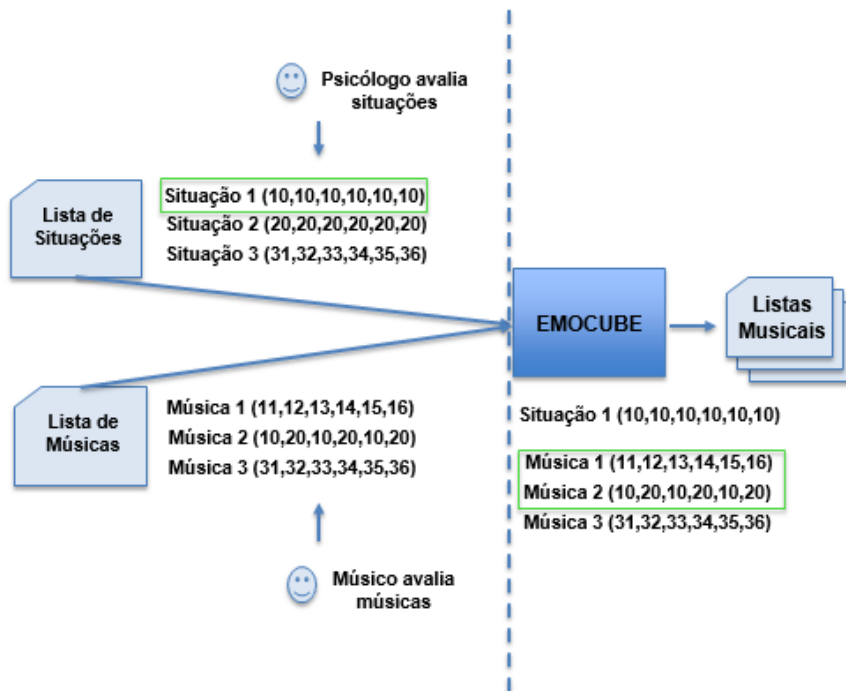 Psicólogo avalia
situações
Lista de
Situações
Situação 1 (10,10,10,10,10,10)
Situação 2 (20,20,20,20,20,20)
Situação 3 (31,32,33,34,35,36)
EMOCUBE
Listas
Musicais
Lista de
Músicas
Música 1 (11,12,13,14,15,16)
Música 2 (10,20,10,20,10,20)
Música 3 (31,32,33,34,35,36)
Situação 1 (10,10,10,10,10,10)
Música 1 (11,12,13,14,15,16)
Música 2 (10,20,10,20,10,20)
Música 3 (31,32,33,34,35,36)
Músico avalia
músicas